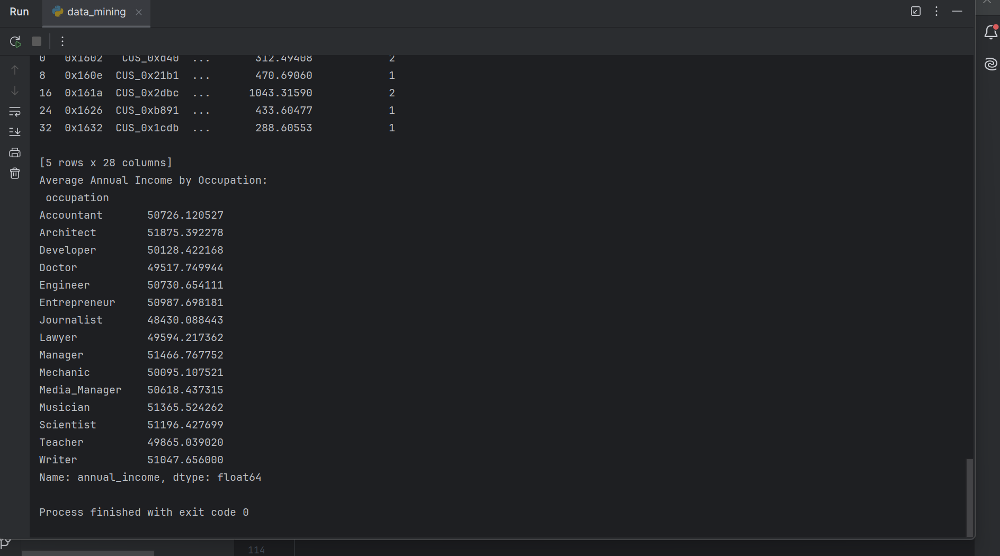 Run data_mining
0 0x1602 CUS_0xd40 ... 312.49408 2
8 0x160e CUS_0x21b1 ... 470.69060 1
16 0x161a CUS_0x2dbc ... 1043.31590 2
24 0x1626 CUS_0xb891 ... 433.60477 1
32 0x1632 CUS_0x1cdb ... 288.60553 1
[5 rows x 28 columns]
Average Annual Income by Occupation:
occupation
Accountant 50726.120527
Architect 51875.392278
Developer 50128.422168
Doctor 49517.749944
Engineer 50730.654111
Entrepreneur 50987.698181
Journalist 48430.088443
Lawyer 49594.217362
Manager 51466.767752
Mechanic 50095.107521
Media_Manager 50618.437315
Musician 51365.524262
Scientist 51196.427699
Teacher 49865.039020
Writer 51047.656000
Name: annual_income, dtype: float64
Process finished with exit code 0
114